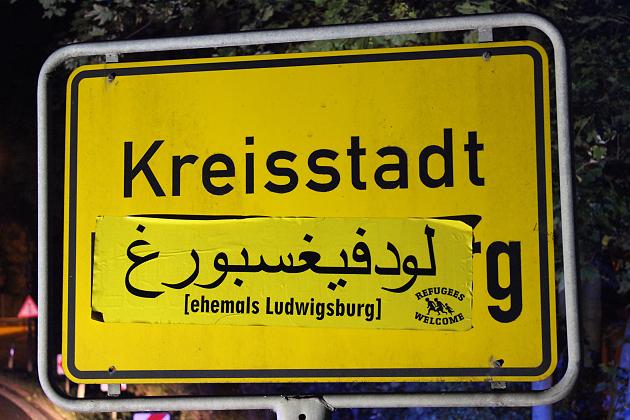 Kreisstadt
لودفيغسبورغ
rg
[ehemals Ludwigsburg]
REFUGEES
WELCOME